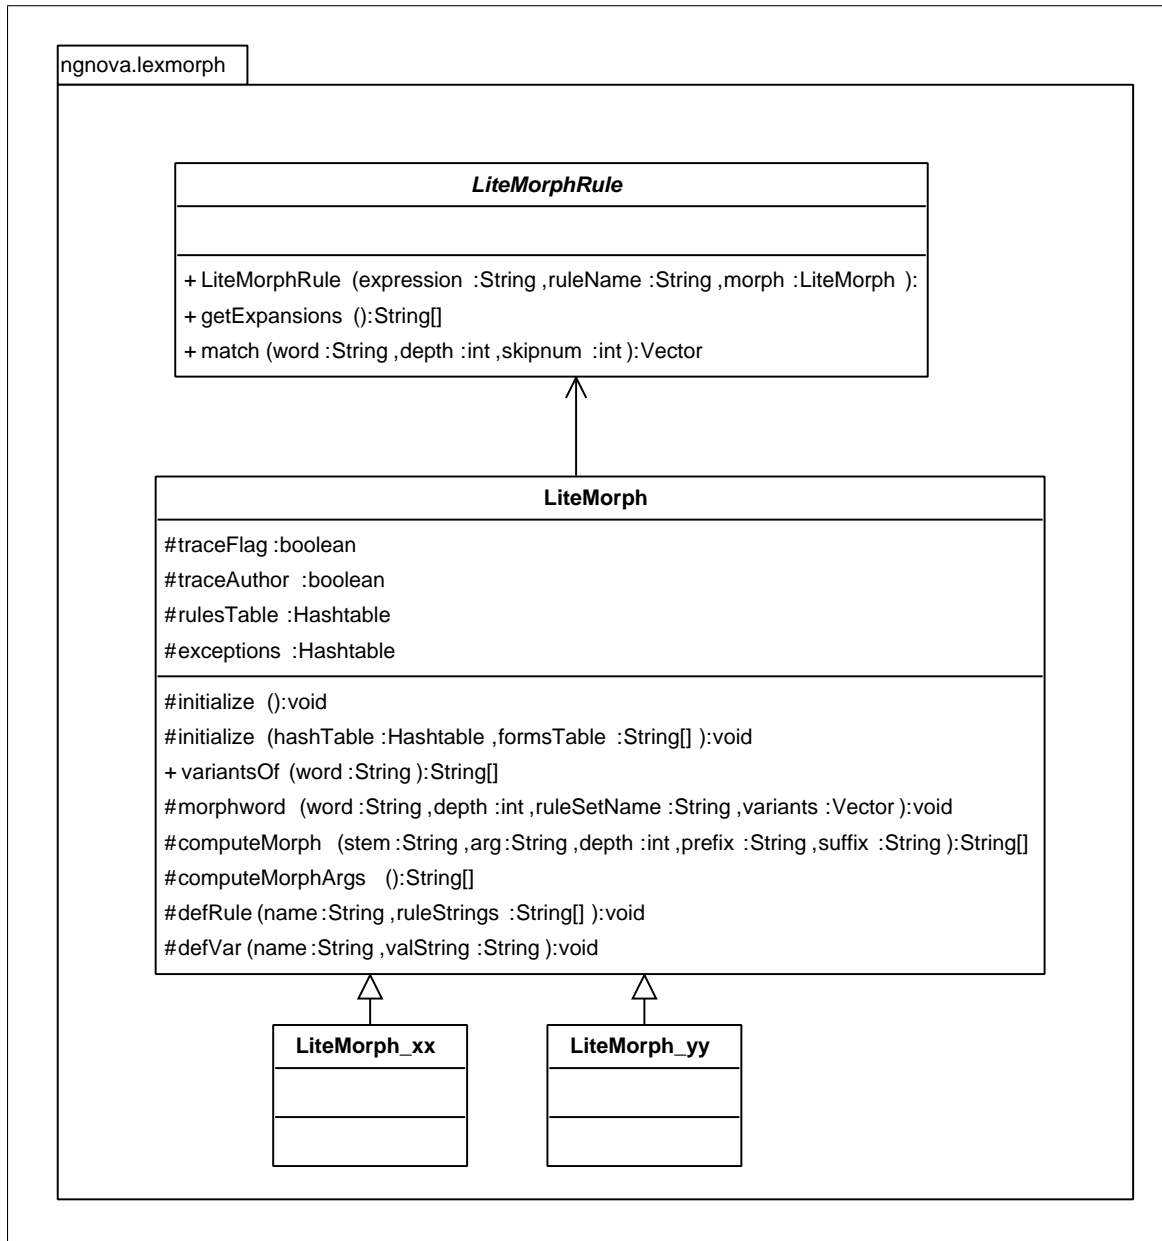 ngnova.lexmorph
LiteMorphRule
+ LiteMorphRule (expression :String ,ruleName :String ,morph :LiteMorph ):
+ getExpansions ():String[]
+ match (word :String ,depth :int ,skipnum :int ):Vector
LiteMorph
#traceFlag :boolean
#traceAuthor :boolean
#rulesTable :Hashtable
#exceptions :Hashtable
#initialize ():void
#initialize (hashTable :Hashtable ,formsTable :String[] ):void
+ variantsOf (word :String ):String[]
#morphword (word :String ,depth :int ,ruleSetName :String ,variants :Vector ):void
#computeMorph (stem :String ,arg :String ,depth :int ,prefix :String ,suffix :String ):String[]
#computeMorphArgs ():String[]
#defRule (name :String ,ruleStrings :String[] ):void
#defVar (name :String ,valString :String ):void
LiteMorph_xx
LiteMorph_yy